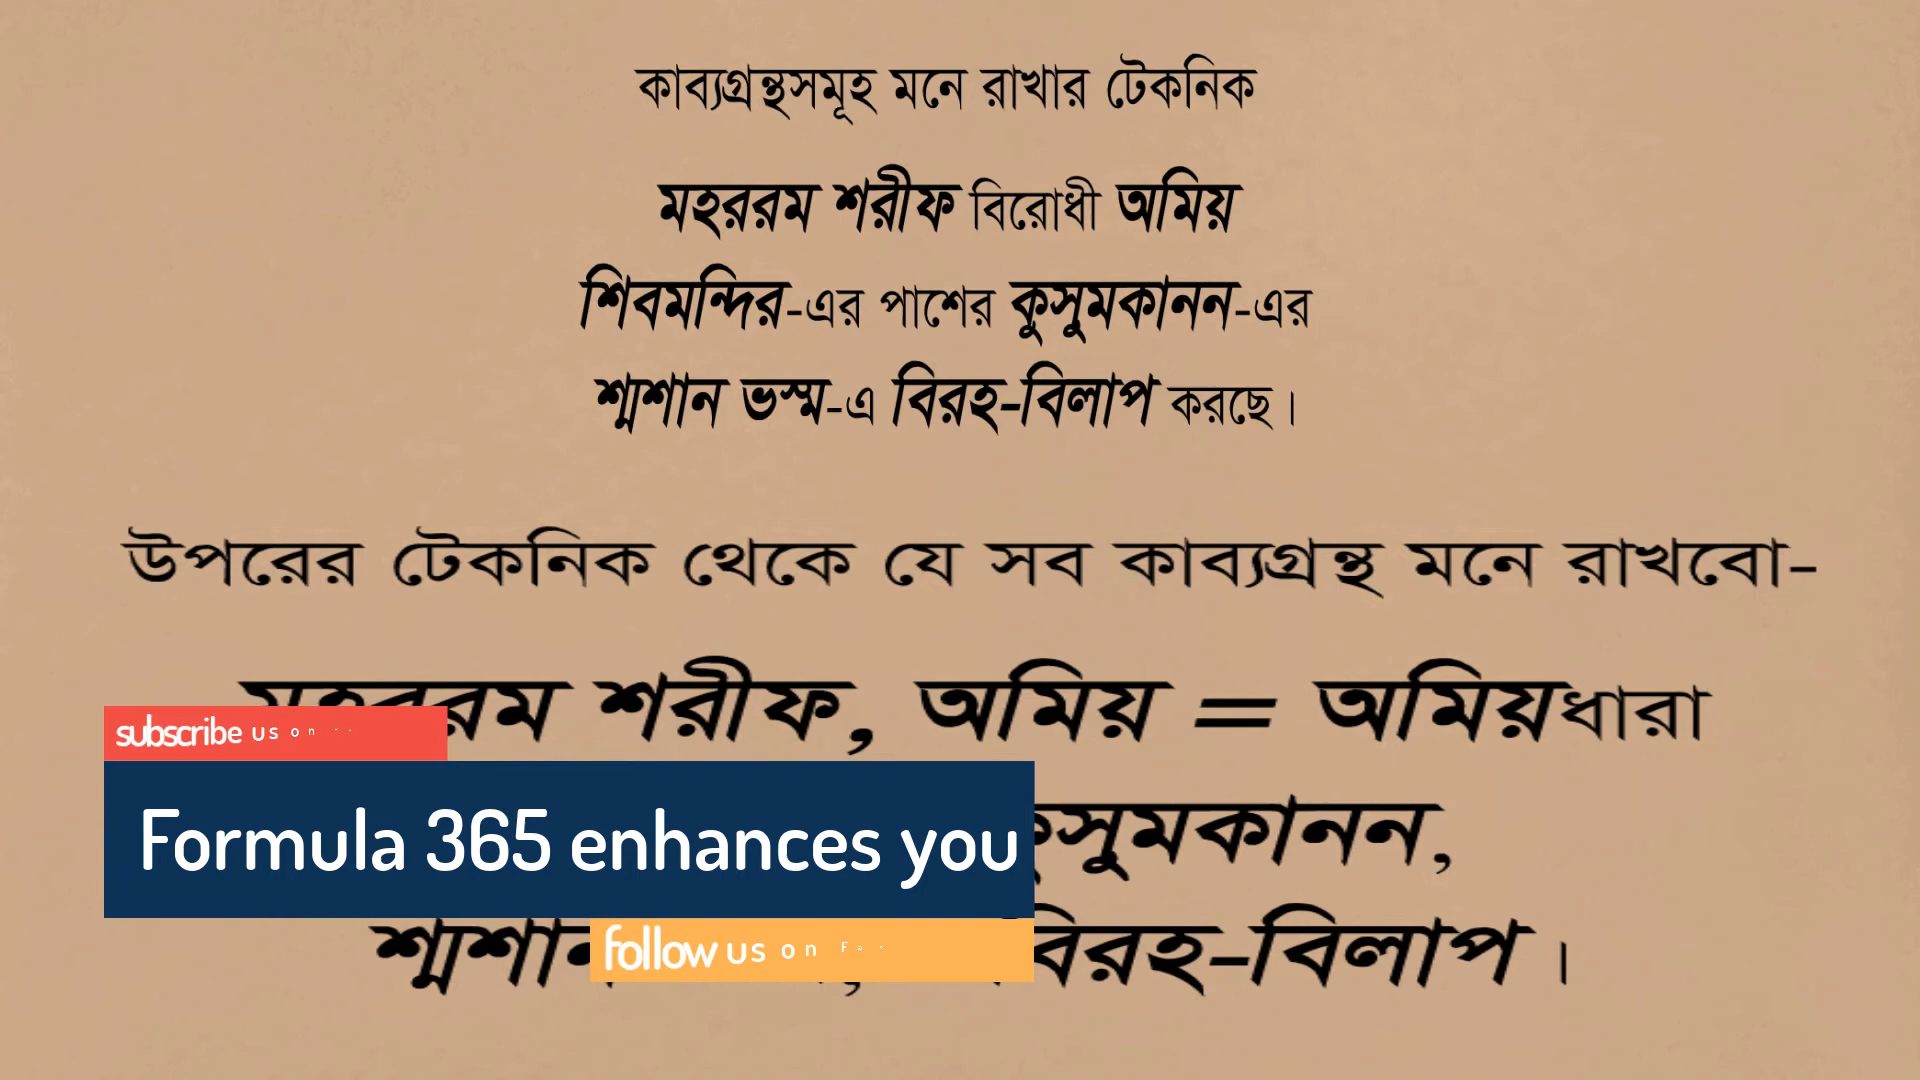 কাব্যগ্রন্থসমূহ মনে রাখার টেকনিক
মহররম শরীফ বিরোধী অমিয়
শিবমন্দির-এর পাশের কুসুমকানন-এর
শ্মশান ভস্ম-এ বিরহ-বিলাপ করছে।
উপরের টেকনিক থেকে যে সব কাব্যগ্রন্থ মনে রাখবো-
মহররম শরীফ, অমিয় = অমিয়ধারা
subscribe us on
Formula 365 enhances you
কুসুমকানন,
follow us on
শ্মশান বিরহ-বিলাপ।